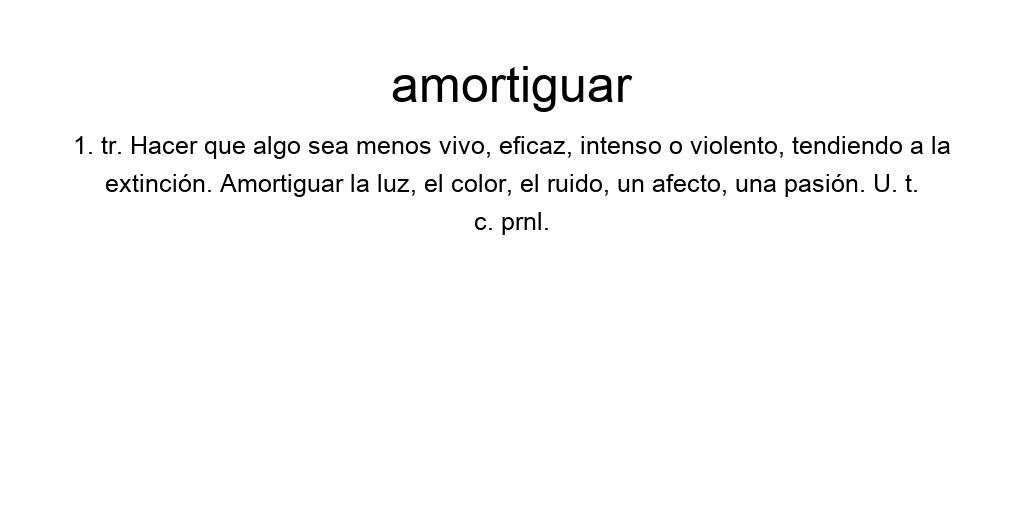 amortiguar
1. tr. Hacer que algo sea menos vivo, eficaz, intenso o violento, tendiendo a la
extinción. Amortiguar la luz, el color, el ruido, un afecto, una pasión. U. t.
c. prnl.